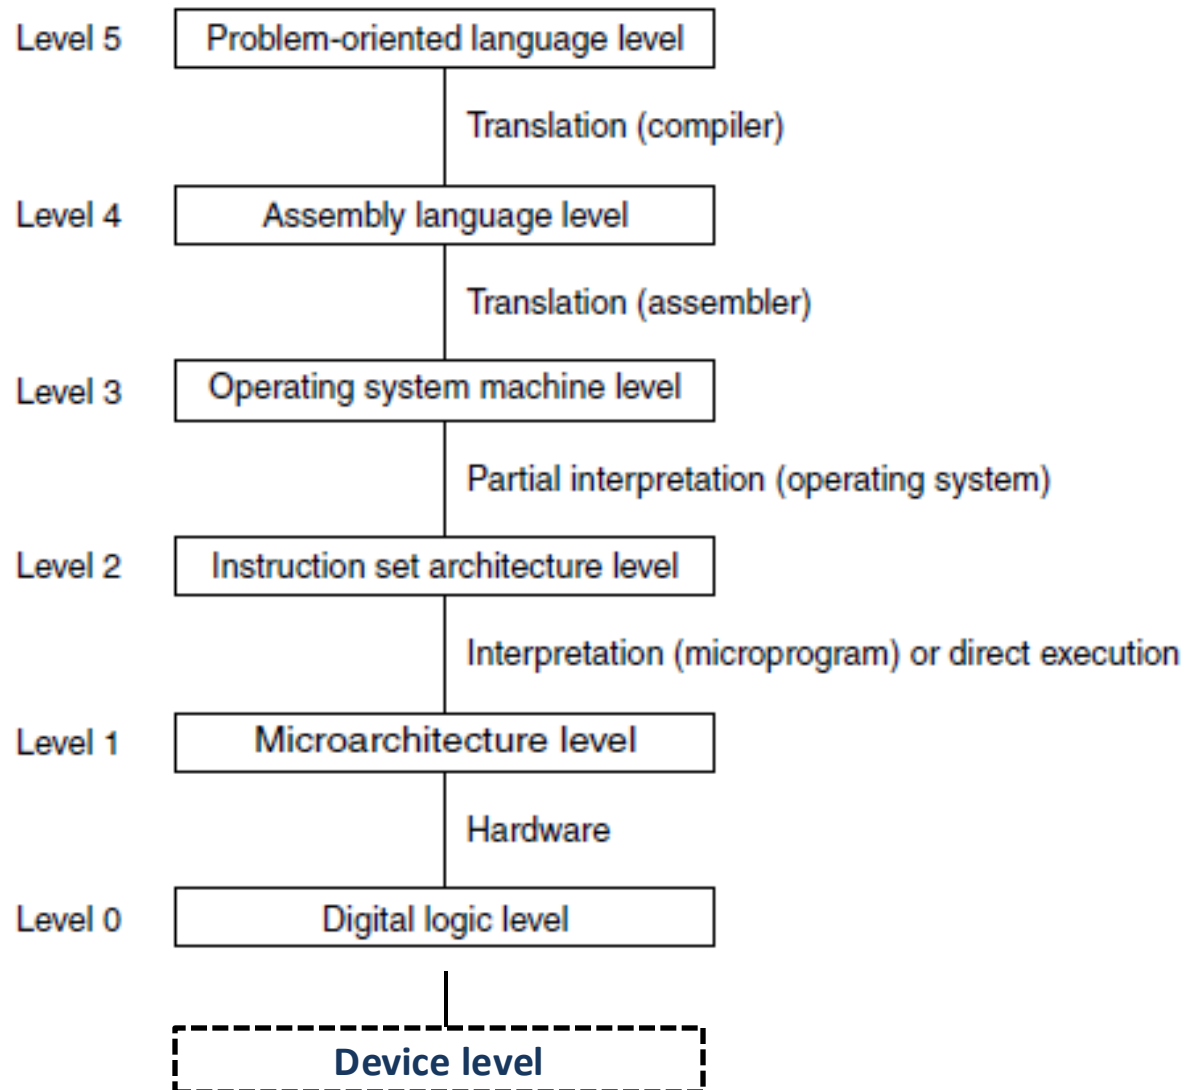 Level 5 Problem-oriented language level
Translation (compiler)
Level 4 Assembly language level
Translation (assembler)
Level 3 Operating system machine level
Partial interpretation (operating system)
Level 2 Instruction set architecture level
Interpretation (microprogram) or direct execution
Level 1 Microarchitecture level
Hardware
Level 0 Digital logic level
Device level